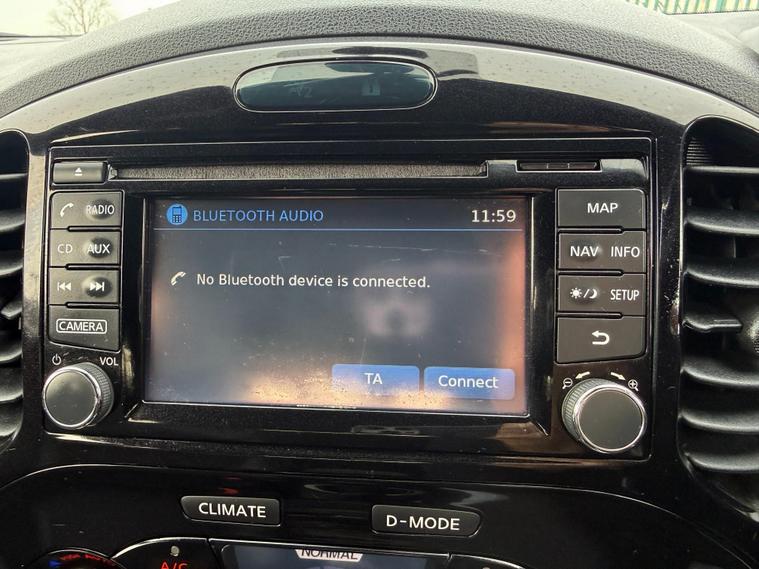 BLUETOOTH AUDIO 11:59
No Bluetooth device is connected.
TA Connect
RADIO
CD AUX
CAMERA
VOL
MAP
NAV INFO
SETUP
CLIMATE
D-MODE
NORMAL
A/C